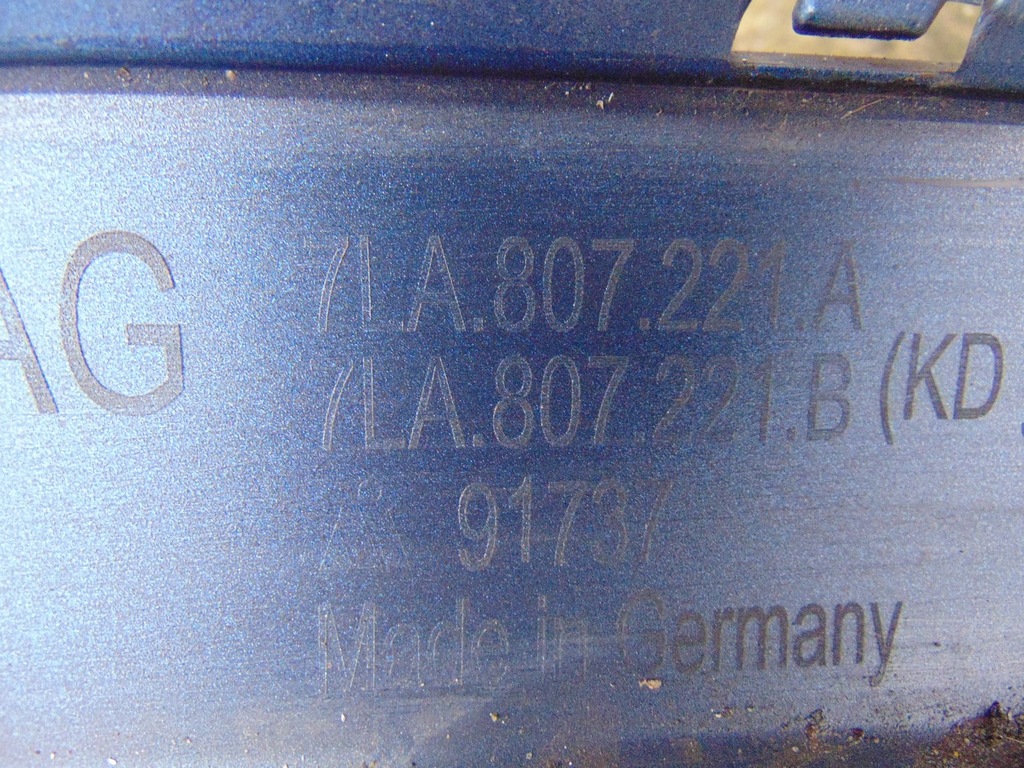 AG
7LA.807.221.A
7LA.807.221.B (KD
91737
Made in Germany